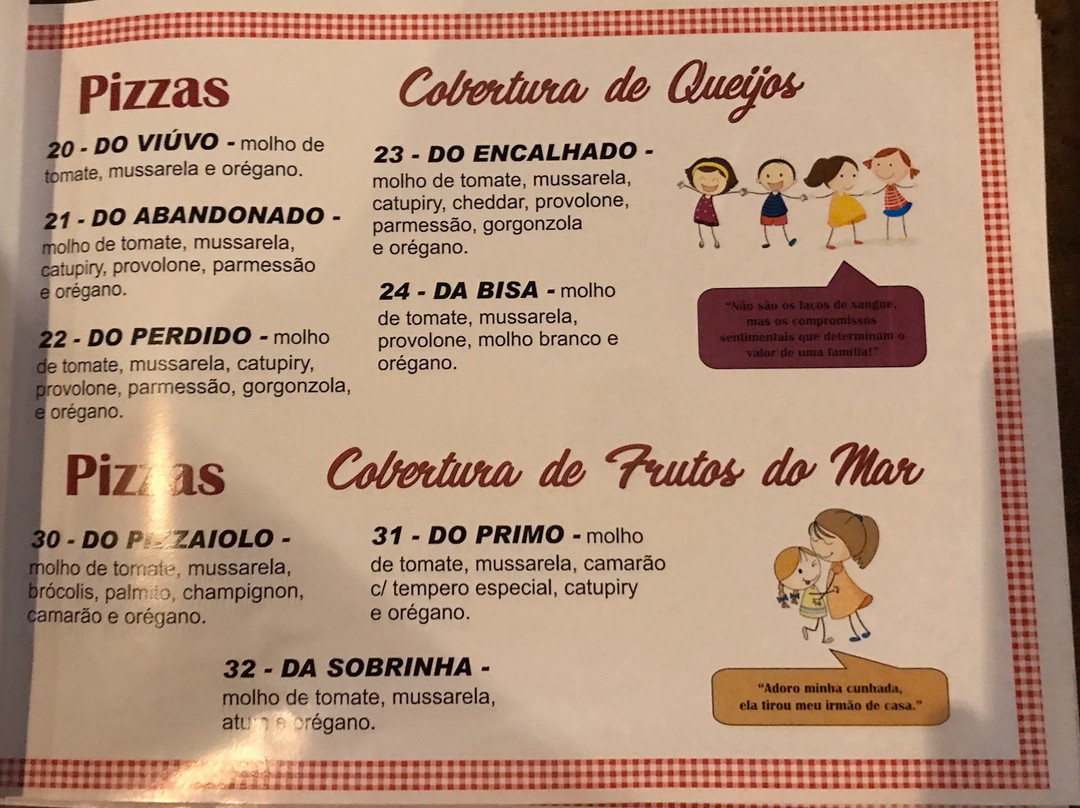 Pizzas
Cobertura de Queijos
20 - DO VIÚVO - molho de
tomate, mussarela e orégano.
21 - DO ABANDONADO -
molho de tomate, mussarela,
catupiry, provolone, parmessão
e orégano.
22 - DO PERDIDO - molho
de tomate, mussarela, catupiry,
provolone, parmessão, gorgonzola,
e orégano.
23 - DO ENCALHADO -
molho de tomate, mussarela,
catupiry, cheddar, provolone,
parmessão, gorgonzola
e orégano.
24 - DA BISA - molho
de tomate, mussarela,
provolone, molho branco e
orégano.
"Não são os laços de sangue,
mas os compromissos
sentimentais que determinam o
valor de uma família!"
Pizzas
Cobertura de Frutos do Mar
30 - DO PIZZAIOLO -
molho de tomate, mussarela,
brócolis, palmito, champignon,
camarão e orégano.
31 - DO PRIMO - molho
de tomate, mussarela, camarão
c/ tempero especial, catupiry
e orégano.
32 - DA SOBRINHA -
molho de tomate, mussarela,
atum e orégano.
"Adoro minha cunhada,
ela tirou meu irmão de casa."